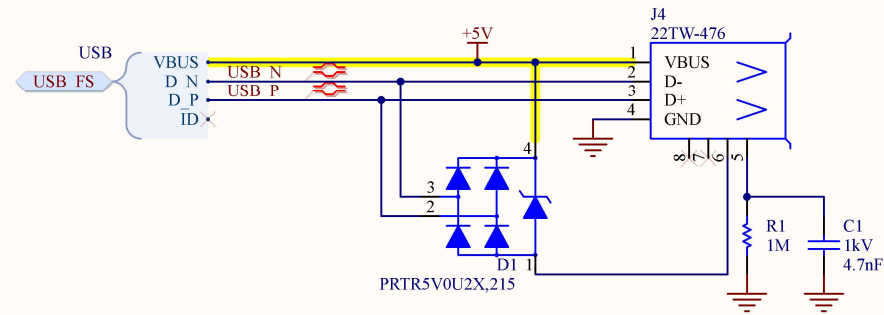 J4
22TW-476
+5V
USB
USB_FS
VBUS
D_N
D_P
ID
USB_N
USB_P
1
2
3
4
VBUS
D-
D+
GND
8
7
6
5
4
3
2
D1
1
PRTR5V0U2X,215
R1
1M
C1
1kV
4.7nF